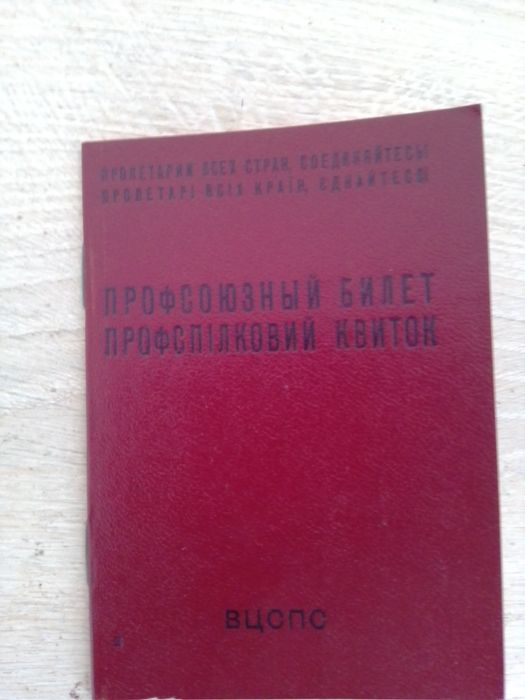 ПРОЛЕТАРИИ ВСЕХ СТРАН, СОЕДИНЯЙТЕСЬ!
ПРОЛЕТАРІ ВСІХ КРАЇН, ЄДНАЙТЕСЯ!
ПРОФСОЮЗНЫЙ БИЛЕТ
ПРОФСПІЛКОВИЙ КВИТОК
ВЦСПС